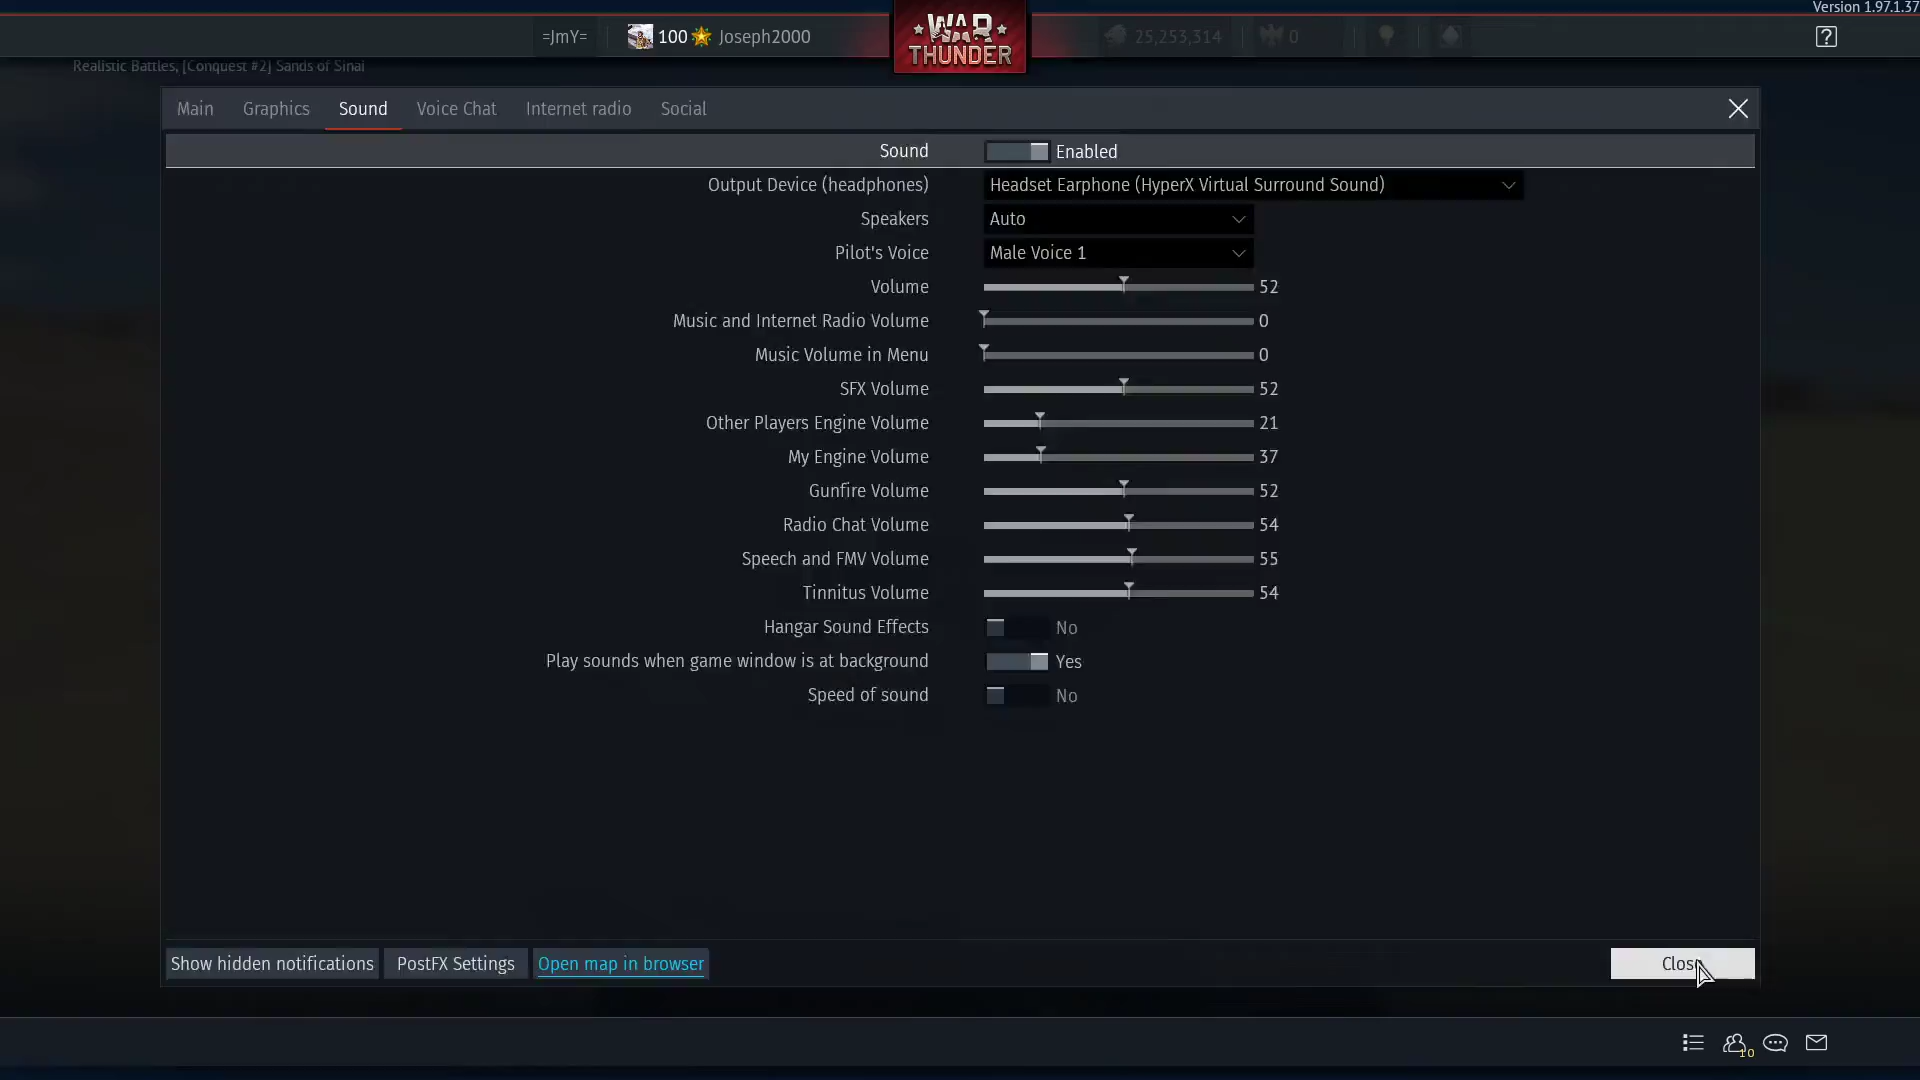 Version 1.97.1.37
=JmY= 100 Joseph2000 WAR THUNDER 25,253,314 0
Realistic Battles, [Conquest #2] Sands of Sinai
Main Graphics Sound Voice Chat Internet radio Social
Sound Enabled
Output Device (headphones) Headset Earphone (HyperX Virtual Surround Sound)
Speakers Auto
Pilot's Voice Male Voice 1
Volume 52
Music and Internet Radio Volume 0
Music Volume in Menu 0
SFX Volume 52
Other Players Engine Volume 21
My Engine Volume 37
Gunfire Volume 52
Radio Chat Volume 54
Speech and FMV Volume 55
Tinnitus Volume 54
Hangar Sound Effects No
Play sounds when game window is at background Yes
Speed of sound No
Show hidden notifications PostFX Settings Open map in browser Close
10